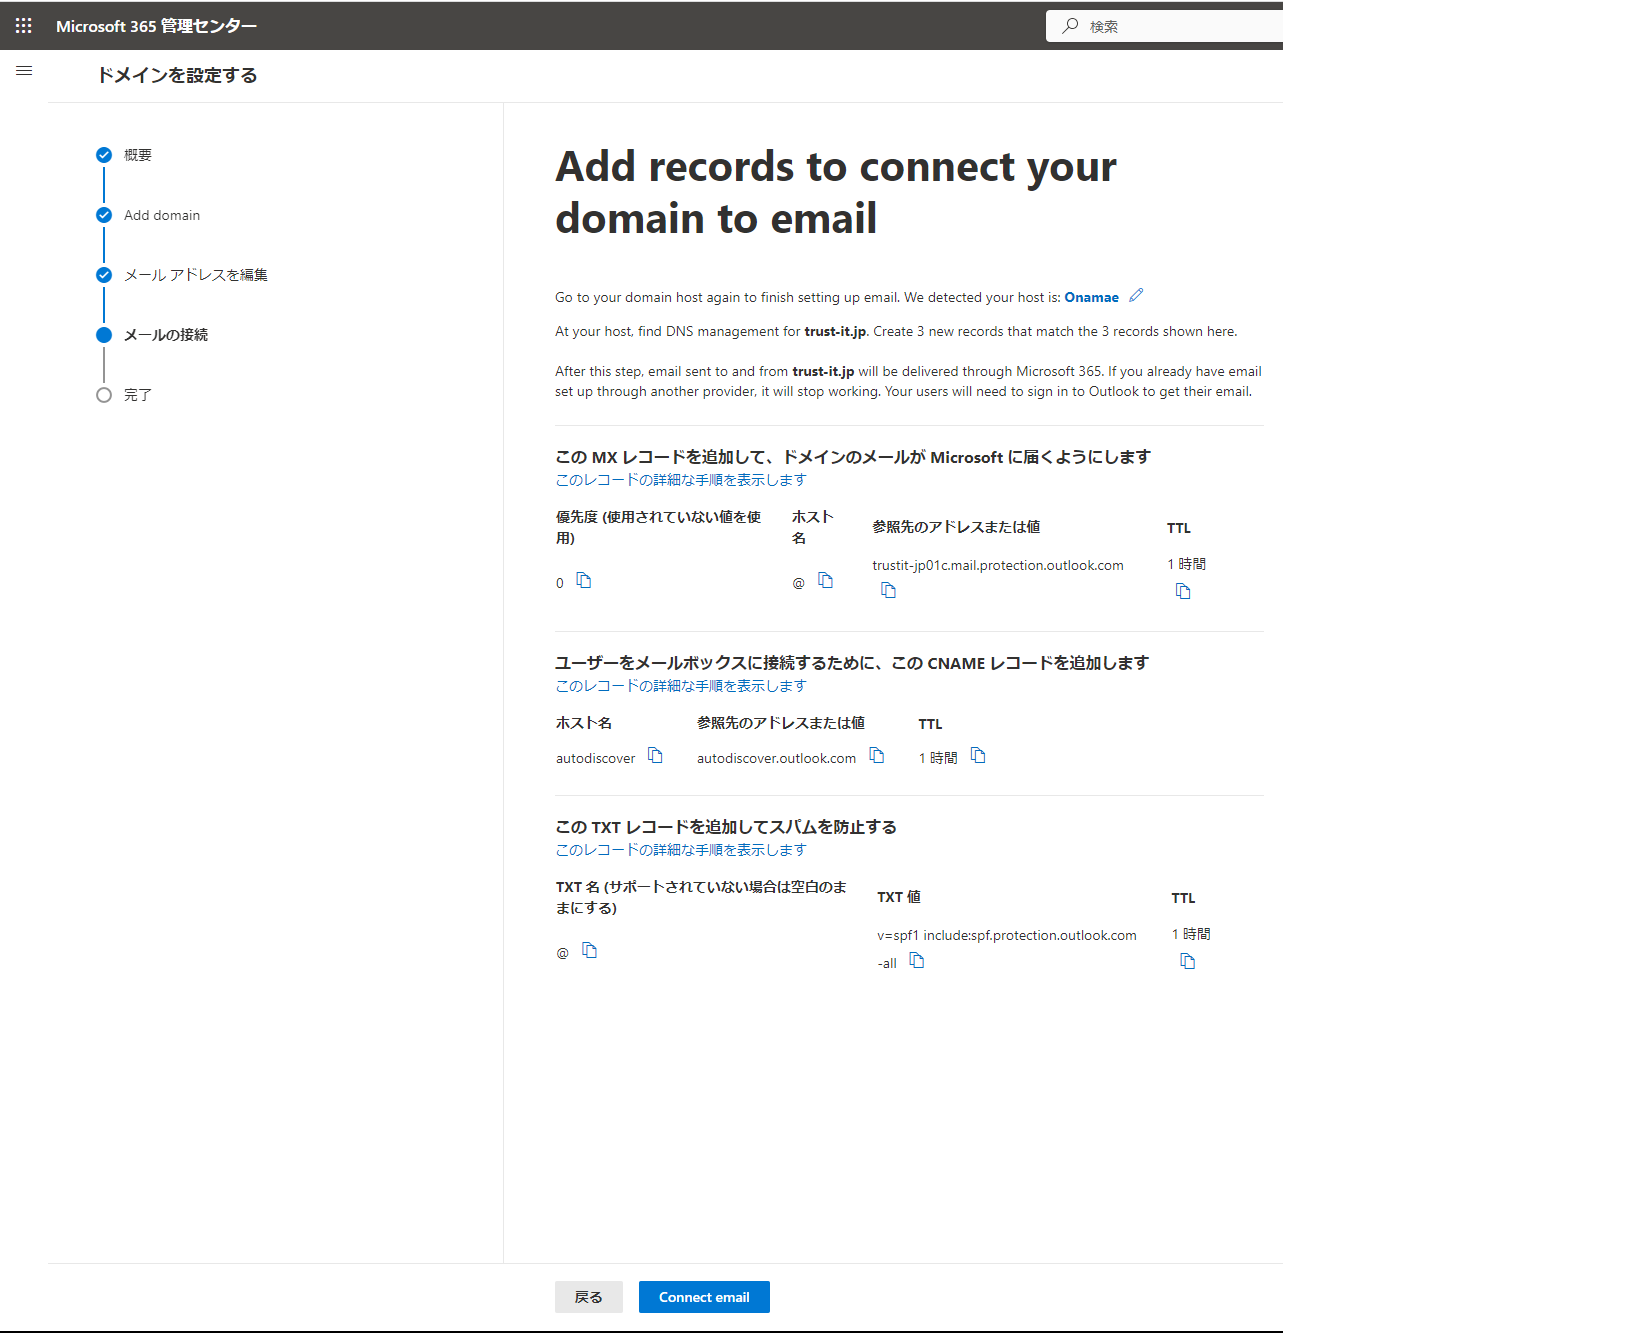 Microsoft 365 管理センター
検索
ドメインを設定する
概要
Add domain
メール アドレスを編集
メールの接続
完了
Add records to connect your
domain to email
Go to your domain host again to finish setting up email. We detected your host is: Onamae
At your host, find DNS management for trust-it.jp. Create 3 new records that match the 3 records shown here.
After this step, email sent to and from trust-it.jp will be delivered through Microsoft 365. If you already have email
set up through another provider, it will stop working. Your users will need to sign in to Outlook to get their email.
この MX レコードを追加して、ドメインのメールが Microsoft に届くようにします
このレコードの詳細な手順を表示します
優先度 (使用されていない値を使
用)
ホスト
名
参照先のアドレスまたは値
TTL
0
@
trustit-jp01c.mail.protection.outlook.com
1 時間
ユーザーをメールボックスに接続するために、この CNAME レコードを追加します
このレコードの詳細な手順を表示します
ホスト名
参照先のアドレスまたは値
TTL
autodiscover
autodiscover.outlook.com
1 時間
この TXT レコードを追加してスパムを防止する
このレコードの詳細な手順を表示します
TXT 名 (サポートされていない場合は空白のま
まにする)
TXT 値
TTL
@
v=spf1 include:spf.protection.outlook.com
-all
1 時間
戻る
Connect email